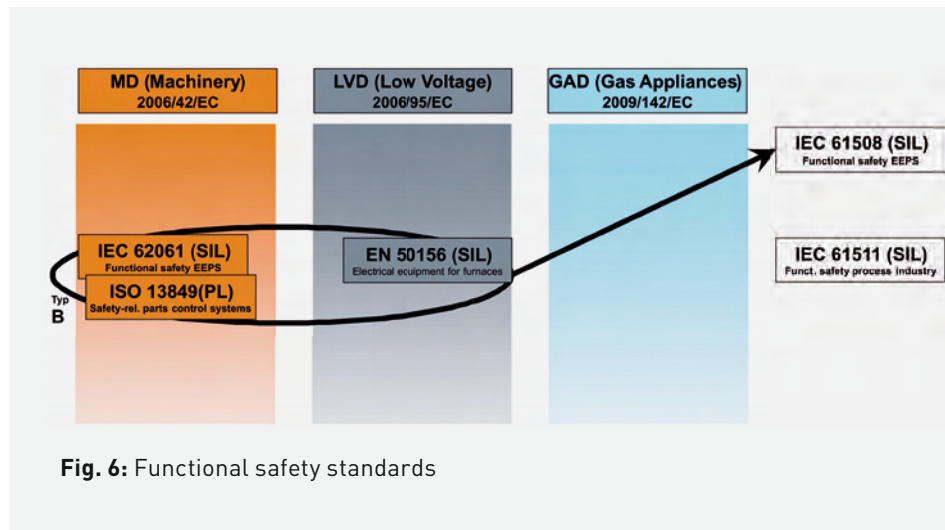 MD (Machinery)
2006/42/EC
LVD (Low Voltage)
2006/95/EC
GAD (Gas Appliances)
2009/142/EC
IEC 61508 (SIL)
Functional safety EEPS
IEC 62061 (SIL)
Functional safety EEPS
EN 50156 (SIL)
Electrical ecuipment for furnaces
IEC 61511 (SIL)
Funct. safety process industry
ISO 13849(PL)
Safety-rel. parts control systems
Typ
B
Fig. 6: Functional safety standards